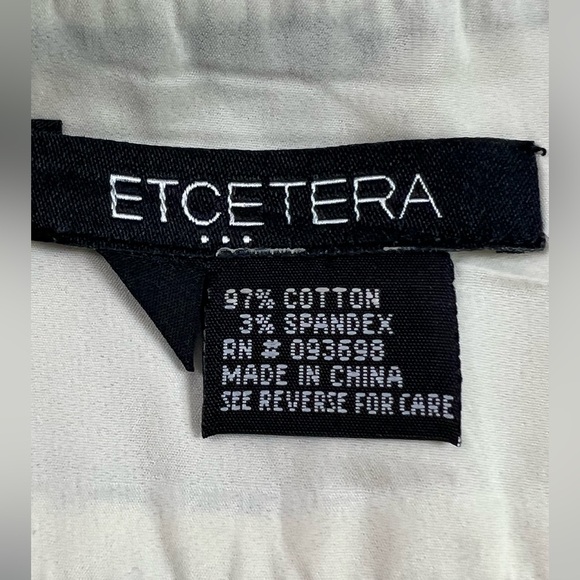 ETCETERA
...
97% COTTON
3% SPANDEX
RN # 093698
MADE IN CHINA
SEE REVERSE FOR CARE